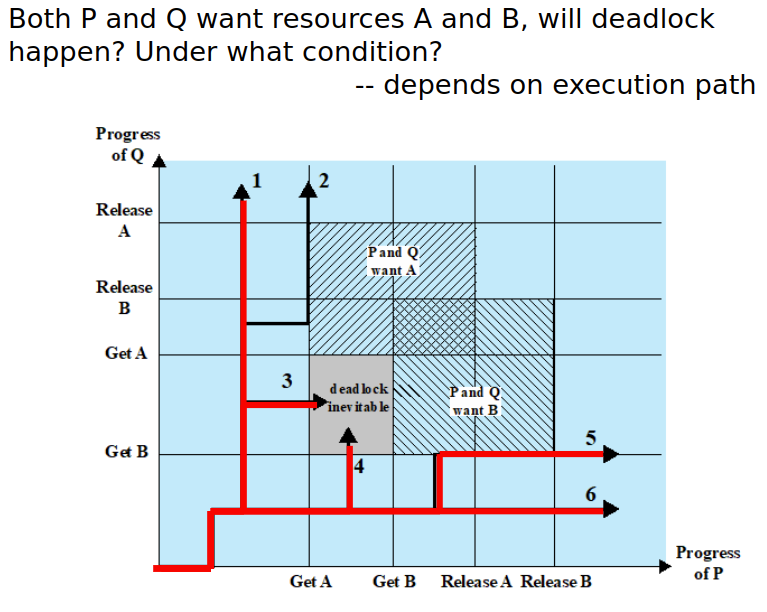 Both P and Q want resources A and B, will deadlock
happen? Under what condition?
-- depends on execution path
Progress
of Q
1
2
Release
A
P and Q
want A
Release
B
Get A
3
deadlock
inevitable
P and Q
want B
Get B
4
5
6
Progress
of P
Get A
Get B
Release A
Release B